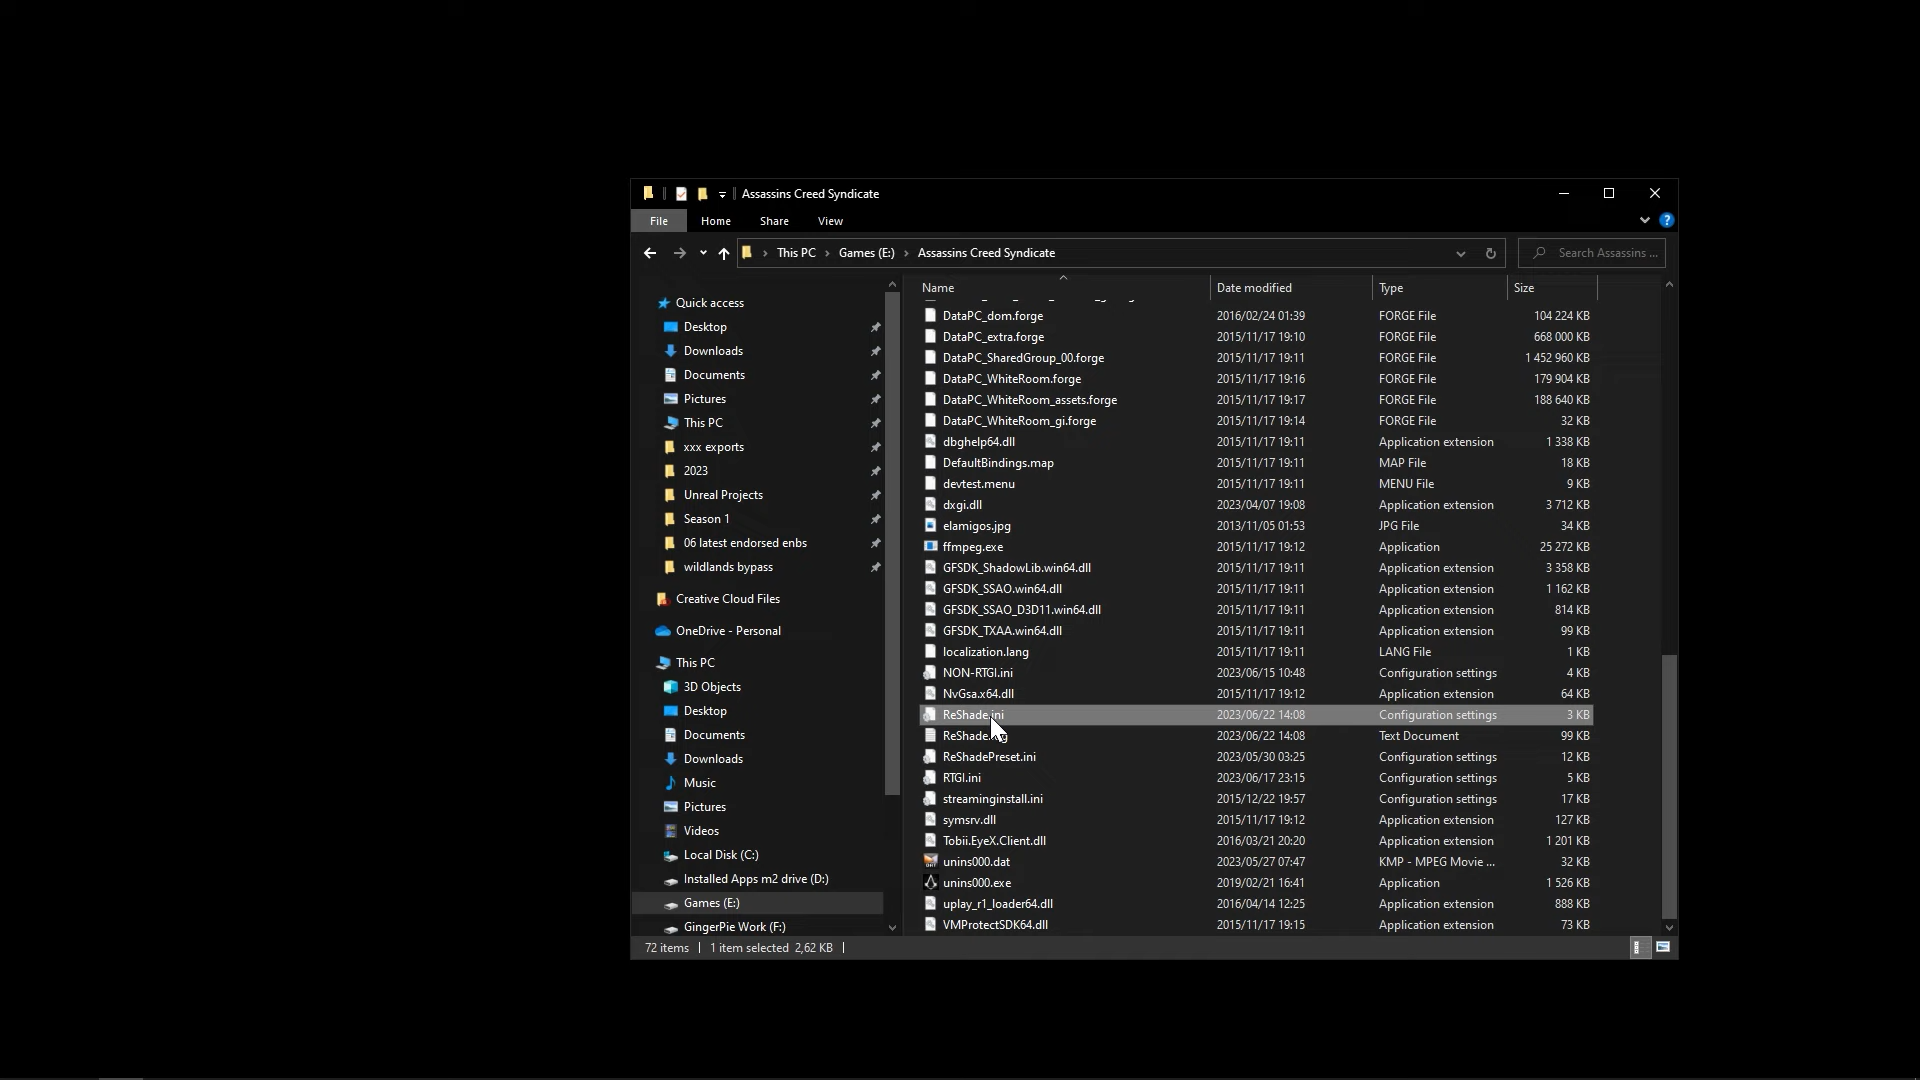 Assassins Creed Syndicate
File Home Share View
This PC Games (E:) Assassins Creed Syndicate Search Assassins ...
Name Date modified Type Size
Quick access
Desktop
Downloads
Documents
Pictures
This PC
xxx exports
2023
Unreal Projects
Season 1
06 latest endorsed enbs
wildlands bypass
Creative Cloud Files
OneDrive - Personal
This PC
3D Objects
Desktop
Documents
Downloads
Music
Pictures
Videos
Local Disk (C:)
Installed Apps m2 drive (D:)
Games (E:)
GingerPie Work (F:)
DataPC_dom.forge 2016/02/24 01:39 FORGE File 104 224 KB
DataPC_extra.forge 2015/11/17 19:10 FORGE File 668 000 KB
DataPC_SharedGroup_00.forge 2015/11/17 19:11 FORGE File 1 452 960 KB
DataPC_WhiteRoom.forge 2015/11/17 19:16 FORGE File 179 904 KB
DataPC_WhiteRoom_assets.forge 2015/11/17 19:17 FORGE File 188 640 KB
DataPC_WhiteRoom_gi.forge 2015/11/17 19:14 FORGE File 32 KB
dbghelp64.dll 2015/11/17 19:11 Application extension 1 338 KB
DefaultBindings.map 2015/11/17 19:11 MAP File 18 KB
devtest.menu 2015/11/17 19:11 MENU File 9 KB
dxgi.dll 2023/04/07 19:08 Application extension 3 712 KB
elamigos.jpg 2013/11/05 01:53 JPG File 34 KB
ffmpeg.exe 2015/11/17 19:12 Application 25 272 KB
GFSDK_ShadowLib.win64.dll 2015/11/17 19:11 Application extension 3 358 KB
GFSDK_SSAO.win64.dll 2015/11/17 19:11 Application extension 1 162 KB
GFSDK_SSAO_D3D11.win64.dll 2015/11/17 19:11 Application extension 814 KB
GFSDK_TXAA.win64.dll 2015/11/17 19:11 Application extension 99 KB
localization.lang 2015/11/17 19:11 LANG File 1 KB
NON-RTGI.ini 2023/06/15 10:48 Configuration settings 4 KB
NvGsa.x64.dll 2015/11/17 19:12 Application extension 64 KB
ReShade.ini 2023/06/22 14:08 Configuration settings 3 KB
2023/06/22 14:08 Text Document 99 KB
ReShadePreset.ini 2023/05/30 03:25 Configuration settings 12 KB
RTGI.ini 2023/06/17 23:15 Configuration settings 5 KB
streaminginstall.ini 2015/12/22 19:57 Configuration settings 17 KB
symsrv.dll 2015/11/17 19:12 Application extension 127 KB
Tobii.EyeX.Client.dll 2016/03/21 20:20 Application extension 1 201 KB
unins000.dat 2023/05/27 07:47 KMP - MPEG Movie ... 32 KB
unins000.exe 2019/02/21 16:41 Application 1 526 KB
uplay_r1_loader64.dll 2016/04/14 12:25 Application extension 888 KB
VMProtectSDK64.dll 2015/11/17 19:15 Application extension 73 KB
72 items 1 item selected 2,62 KB